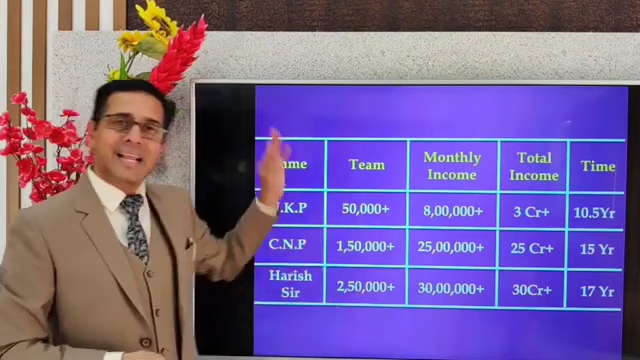 Team Monthly Income Total Income Time
50,000+ 8,00,000+ 3 Cr+ 10.5Yr
C.N.P 1,50,000+ 25,00,000+ 25 Cr+ 15 Yr
Harish Sir 2,50,000+ 30,00,000+ 30Cr+ 17 Yr